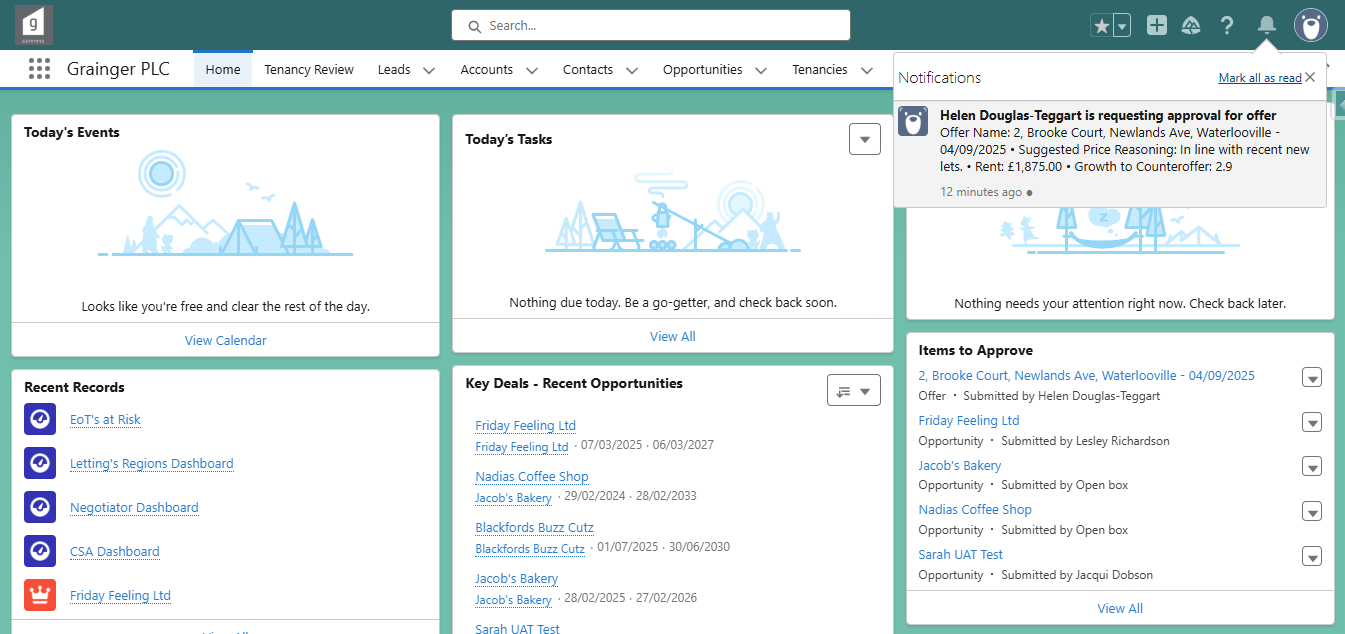 g
Search...
Grainger PLC
Home
Tenancy Review
Leads
Accounts
Contacts
Opportunities
Tenancies
Notifications
Mark all as read
Helen Douglas-Teggart is requesting approval for offer
Offer Name: 2, Brooke Court, Newlands Ave, Waterlooville -
04/09/2025 • Suggested Price Reasoning: In line with recent new
lets. • Rent: £1,875.00 • Growth to Counteroffer: 2.9
12 minutes ago
Today's Events
Looks like you're free and clear the rest of the day.
View Calendar
Today’s Tasks
Nothing due today. Be a go-getter, and check back soon.
View All
z
Nothing needs your attention right now. Check back later.
Recent Records
EoT's at Risk
Letting's Regions Dashboard
Negotiator Dashboard
CSA Dashboard
Friday Feeling Ltd
Key Deals - Recent Opportunities
Friday Feeling Ltd
Friday Feeling Ltd · 07/03/2025 · 06/03/2027
Nadias Coffee Shop
Jacob's Bakery · 29/02/2024 · 28/02/2033
Blackfords Buzz Cutz
Blackfords Buzz Cutz · 01/07/2025 · 30/06/2030
Jacob's Bakery
Jacob's Bakery · 28/02/2025 · 27/02/2026
Sarah UAT Test
Items to Approve
2, Brooke Court, Newlands Ave, Waterlooville - 04/09/2025
Offer · Submitted by Helen Douglas-Teggart
Friday Feeling Ltd
Opportunity · Submitted by Lesley Richardson
Jacob's Bakery
Opportunity · Submitted by Open box
Nadias Coffee Shop
Opportunity · Submitted by Open box
Sarah UAT Test
Opportunity · Submitted by Jacqui Dobson
View All